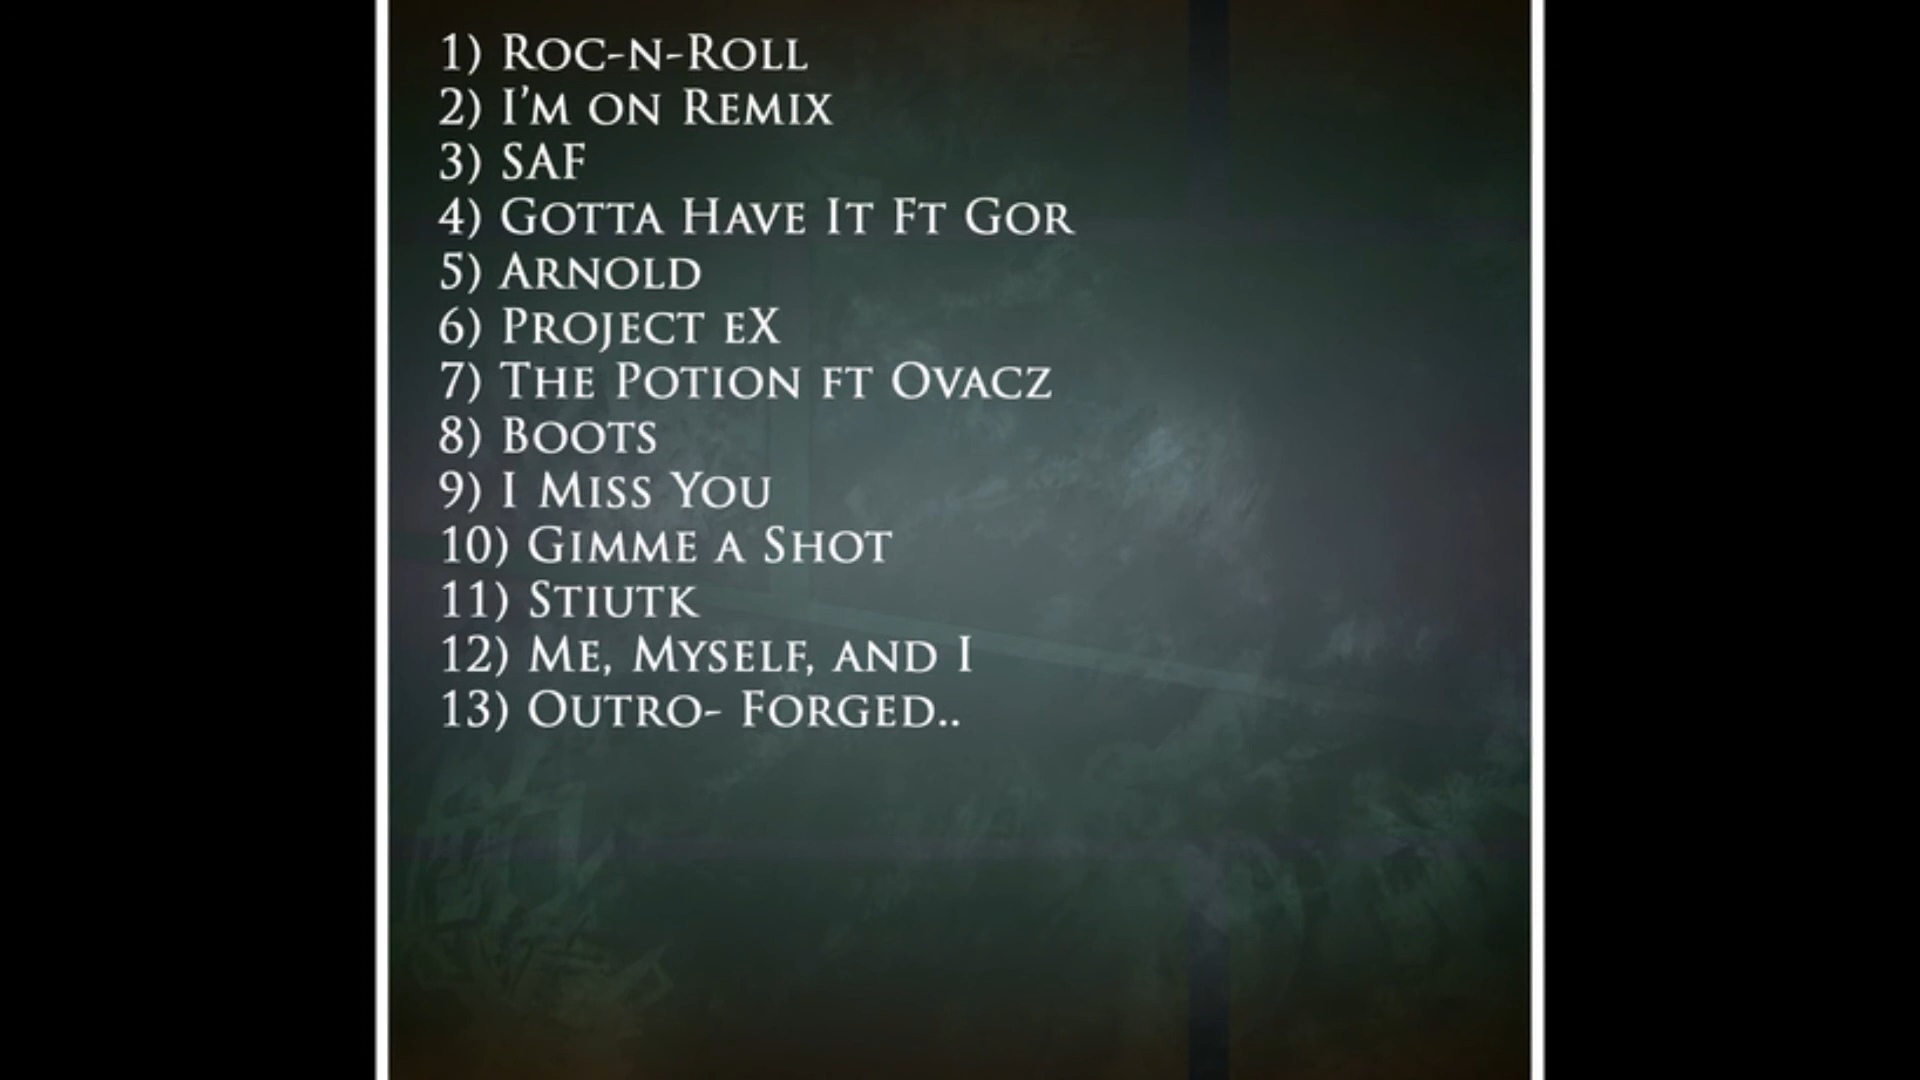 1) Roc-n-Roll
2) I'm on Remix
3) SAF
4) Gotta Have It Ft Gor
5) Arnold
6) Project eX
7) The Potion ft Ovacz
8) Boots
9) I Miss You
10) Gimme a Shot
11) Stiutk
12) Me, Myself, and I
13) Outro- Forged..